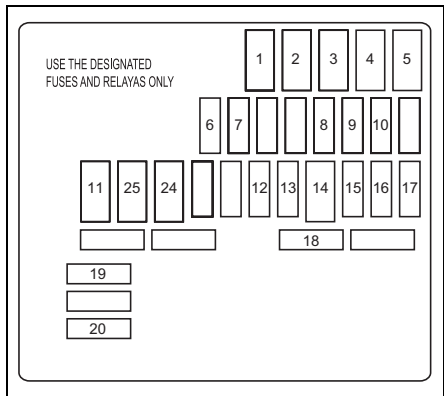 USE THE DESIGNATED
FUSES AND RELAYAS ONLY
1 2 3 4 5
6 7 8 9 10
11 25 24 12 13 14 15 16 17
18
19
20